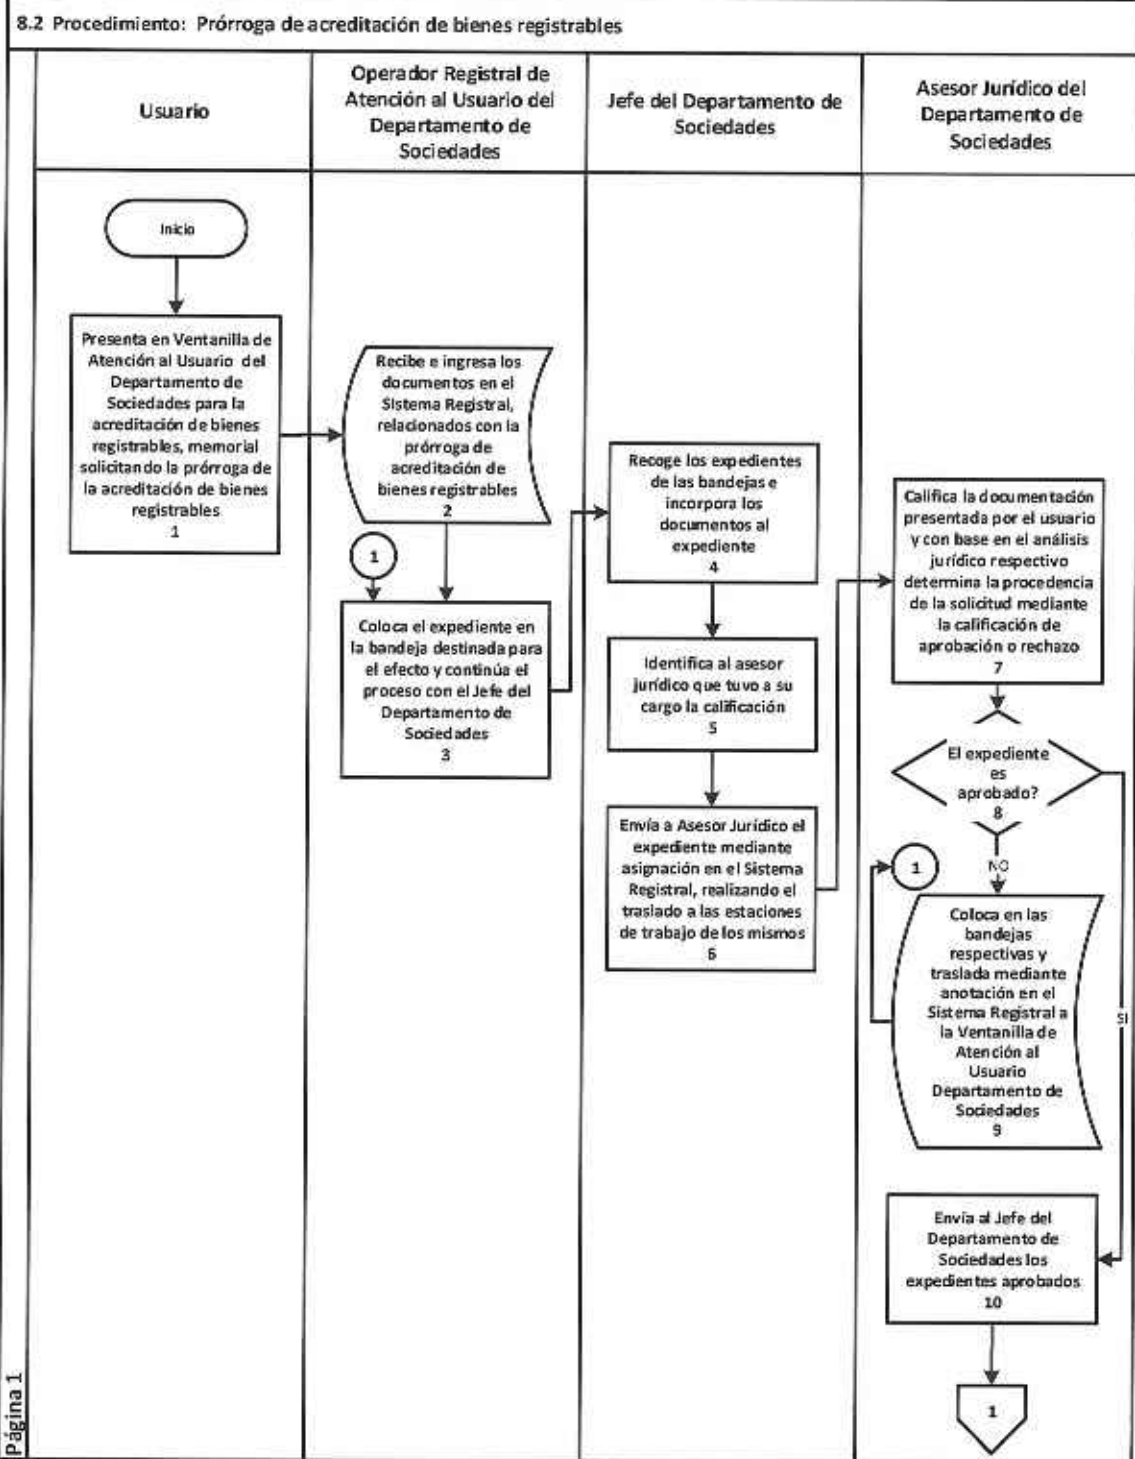 8.2 Procedimiento: Prórroga de acreditación de bienes registrables
Usuario
Operador Registral de
Atención al Usuario del
Departamento de
Sociedades
Jefe del Departamento de
Sociedades
Asesor Jurídico del
Departamento de
Sociedades
Inicio
Presenta en Ventanilla de
Atención al Usuario del
Departamento de
Sociedades para la
acreditación de bienes
registrables, memorial
solicitando la prórroga de
la acreditación de bienes
registrables
1
Recibe e ingresa los
documentos en el
Sistema Registral,
relacionados con la
prórroga de
acreditación de
bienes registrables
2
1
Coloca el expediente en
la bandeja destinada para
el efecto y continúa el
proceso con el Jefe del
Departamento de
Sociedades
3
Recoge los expedientes
de las bandejas e
incorpora los
documentos al
expediente
4
Identifica al asesor
jurídico que tuvo a su
cargo la calificación
5
Envía a Asesor Jurídico el
expediente mediante
asignación en el Sistema
Registral, realizando el
traslado a las estaciones
de trabajo de los mismos
6
Califica la documentación
presentada por el usuario
y con base en el análisis
jurídico respectivo
determina la procedencia
de la solicitud mediante
la calificación de
aprobación o rechazo
7
El expediente
es
aprobado?
8
NO
SI
1
Coloca en las
bandejas
respectivas y
traslada mediante
anotación en el
Sistema Registral a
la Ventanilla de
Atención al
Usuario
Departamento de
Sociedades
9
Envía al Jefe del
Departamento de
Sociedades los
expedientes aprobados
10
1
Página 1